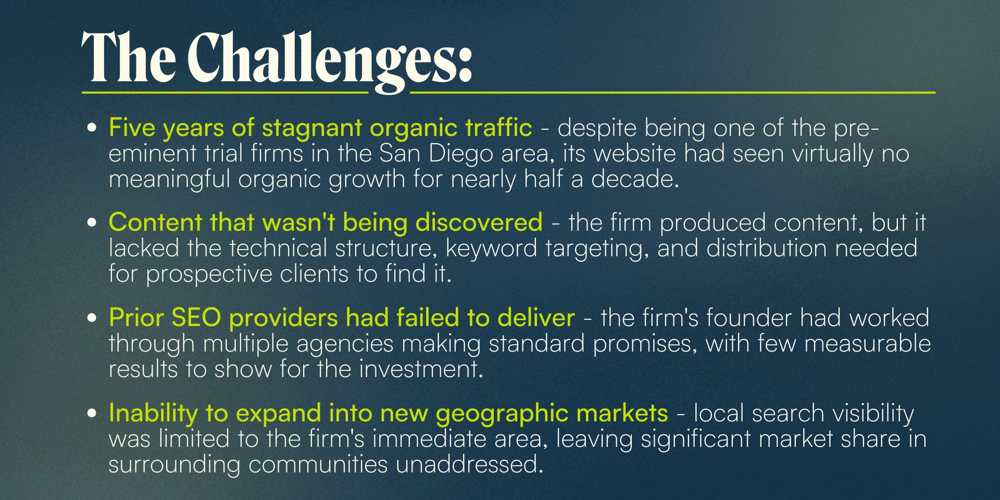 The Challenges:
• Five years of stagnant organic traffic - despite being one of the pre-
eminent trial firms in the San Diego area, its website had seen virtually no
meaningful organic growth for nearly half a decade.
• Content that wasn't being discovered - the firm produced content, but it
lacked the technical structure, keyword targeting, and distribution needed
for prospective clients to find it.
• Prior SEO providers had failed to deliver - the firm's founder had worked
through multiple agencies making standard promises, with few measurable
results to show for the investment.
• Inability to expand into new geographic markets - local search visibility
was limited to the firm's immediate area, leaving significant market share in
surrounding communities unaddressed.